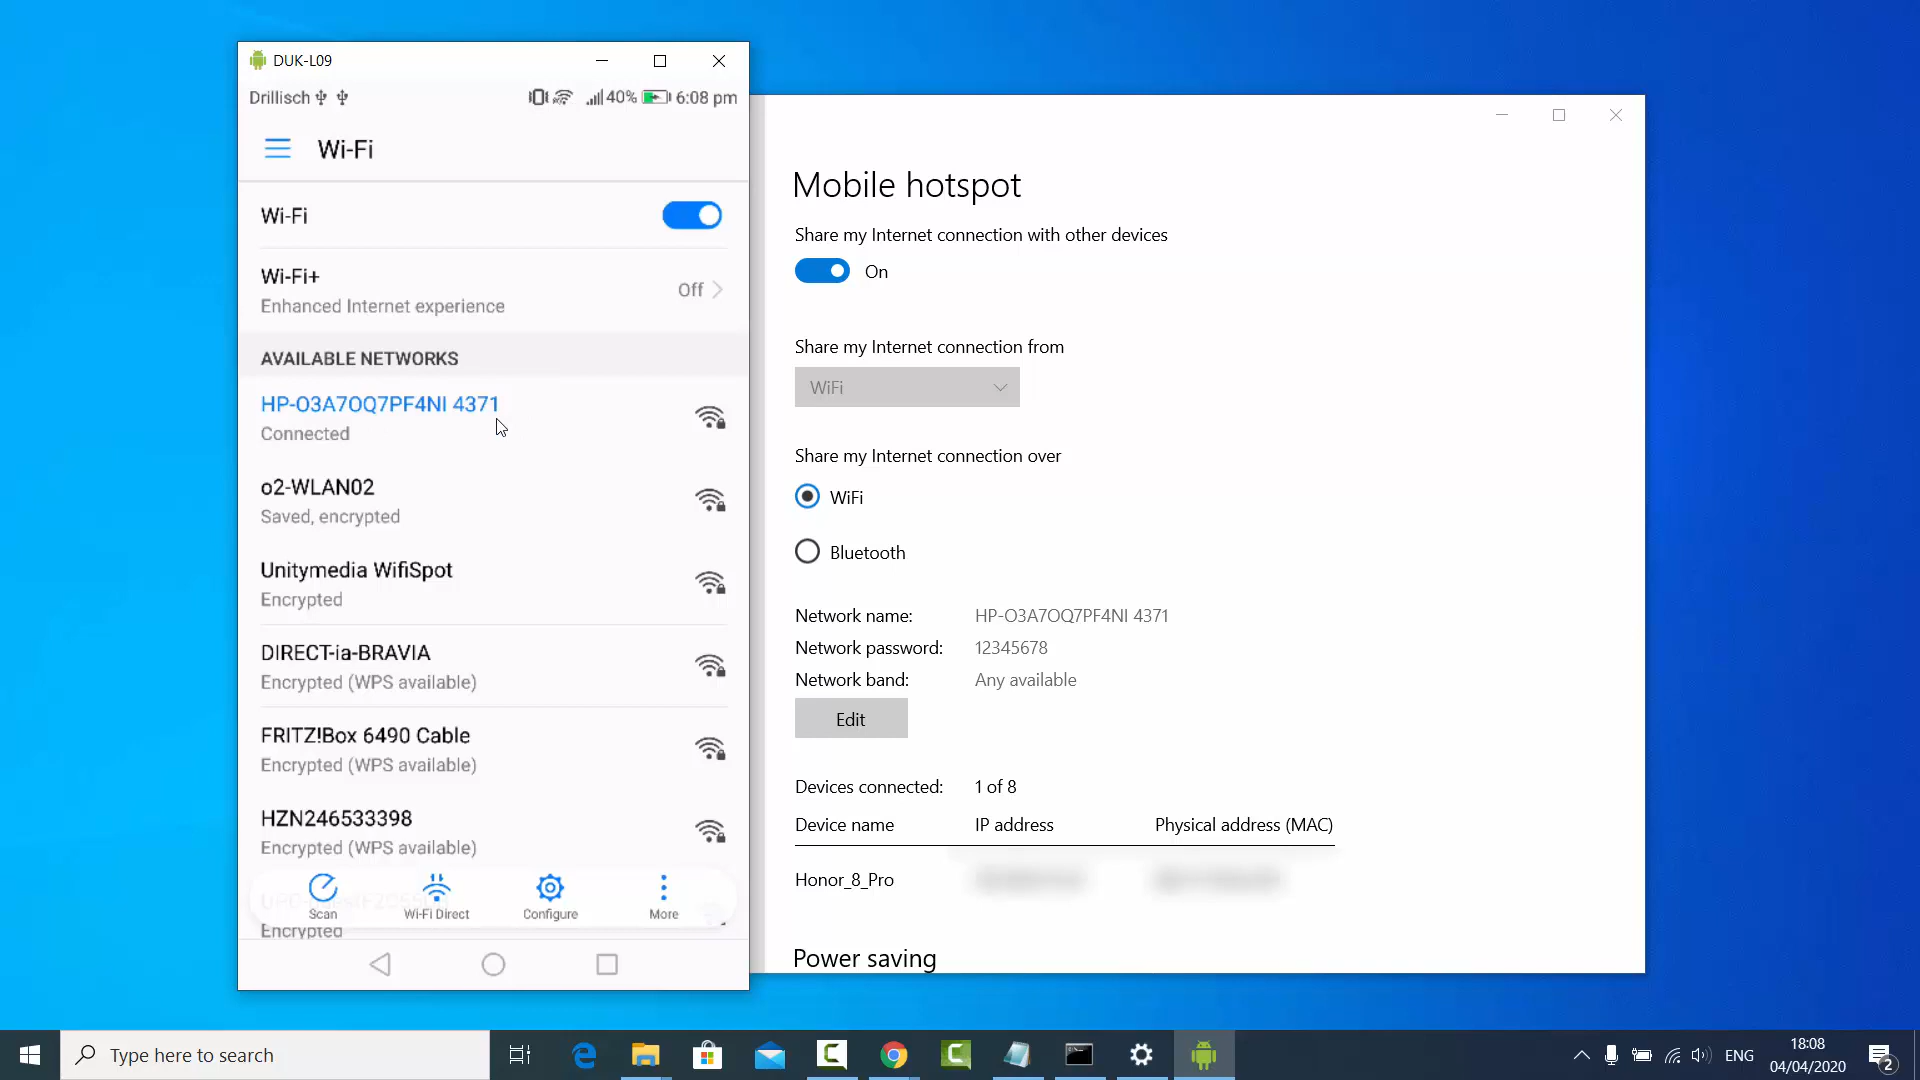 DUK-L09
Drillisch
40% 6:08 pm
Wi-Fi
Wi-Fi
Wi-Fi+
Enhanced Internet experience
Off
AVAILABLE NETWORKS
HP-O3A7OQ7PF4NI 4371
Connected
o2-WLAN02
Saved, encrypted
Unitymedia WifiSpot
Encrypted
DIRECT-ia-BRAVIA
Encrypted (WPS available)
FRITZ!Box 6490 Cable
Encrypted (WPS available)
HZN246533398
Encrypted (WPS available)
Scan
Wi-Fi Direct
Configure
More
Encrypted
Mobile hotspot
Share my Internet connection with other devices
On
Share my Internet connection from
WiFi
Share my Internet connection over
WiFi
Bluetooth
Network name: HP-O3A7OQ7PF4NI 4371
Network password: 12345678
Network band: Any available
Edit
Devices connected: 1 of 8
Device name IP address Physical address (MAC)
Honor_8_Pro
Power saving
Type here to search
ENG
18:08
04/04/2020
2